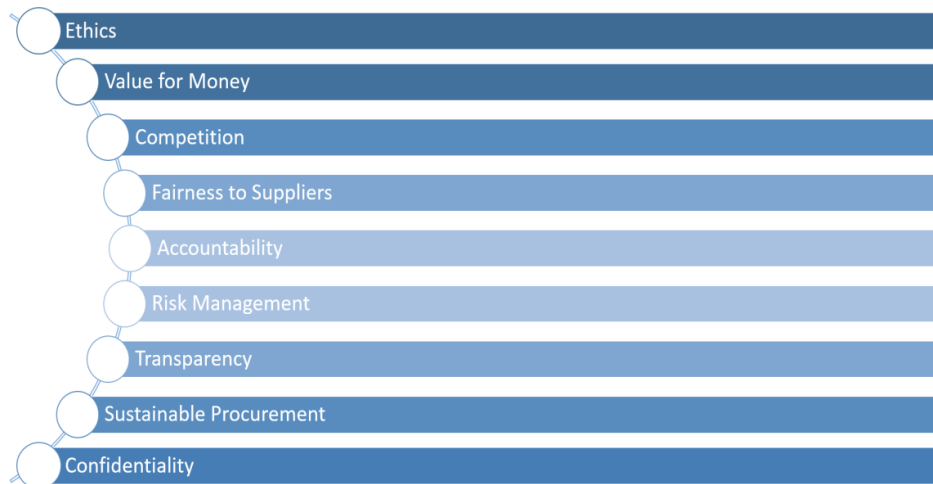 Ethics
Value for Money
Competition
Fairness to Suppliers
Accountability
Risk Management
Transparency
Sustainable Procurement
Confidentiality